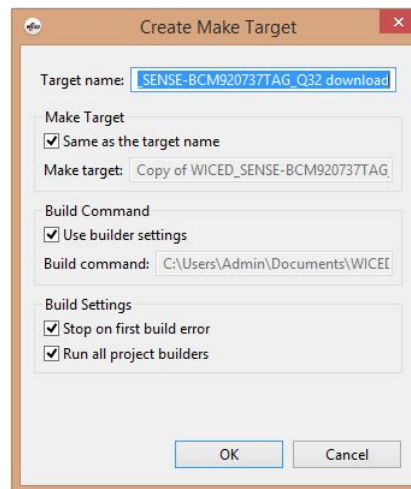 Create Make Target
Target name: _SENSE-BCM920737TAG_Q32 download
Make Target
Same as the target name
Make target: Copy of WICED_SENSE-BCM920737TAG_
Build Command
Use builder settings
Build command: C:\Users\Admin\Documents\WICED
Build Settings
Stop on first build error
Run all project builders
OK Cancel